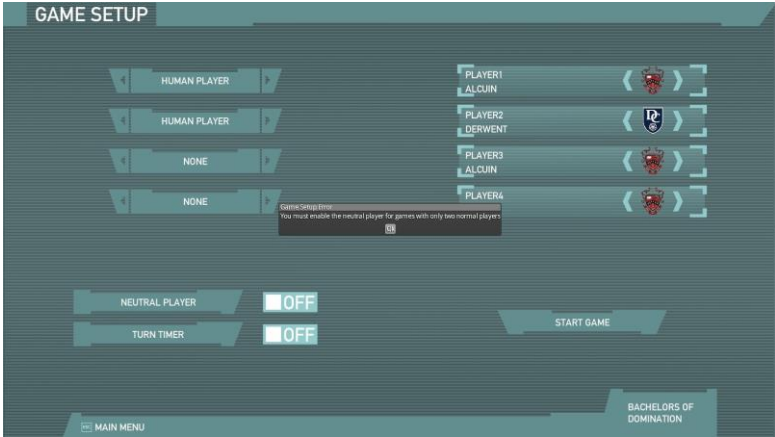 GAME SETUP
HUMAN PLAYER
PLAYER1
ALCUIN
HUMAN PLAYER
PLAYER2
DERWENT
NONE
PLAYER3
ALCUIN
NONE
PLAYER4
Game Setup Error
You must enable the neutral player for games with only two normal players
Ok
NEUTRAL PLAYER
OFF
TURN TIMER
OFF
START GAME
BACHELORS OF
DOMINATION
MAIN MENU